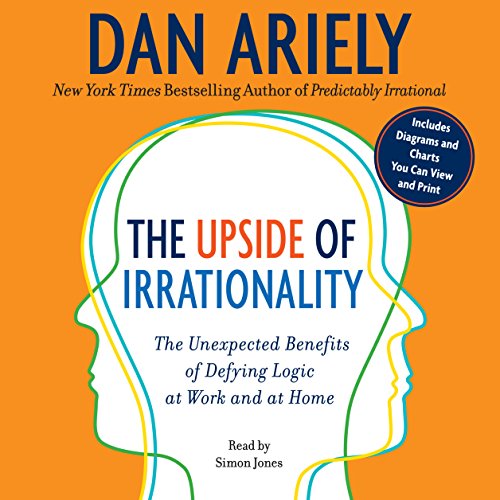 DAN ARIELY
New York Times Bestselling Author of Predictably Irrational
Includes
Diagrams and
Charts
You Can View
and Print
THE UPSIDE OF
IRRATIONALITY
The Unexpected Benefits
of Defying Logic
at Work and at Home
Read by
Simon Jones